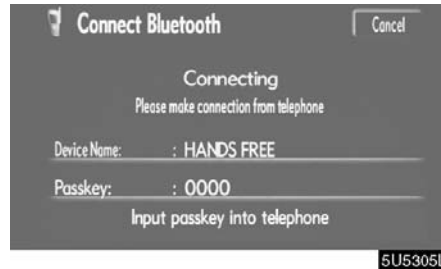 Connect Bluetooth
Cancel
Connecting
Please make connection from telephone
Device Name: : HANDS FREE
Passkey: : 0000
Input passkey into telephone
5U5305L